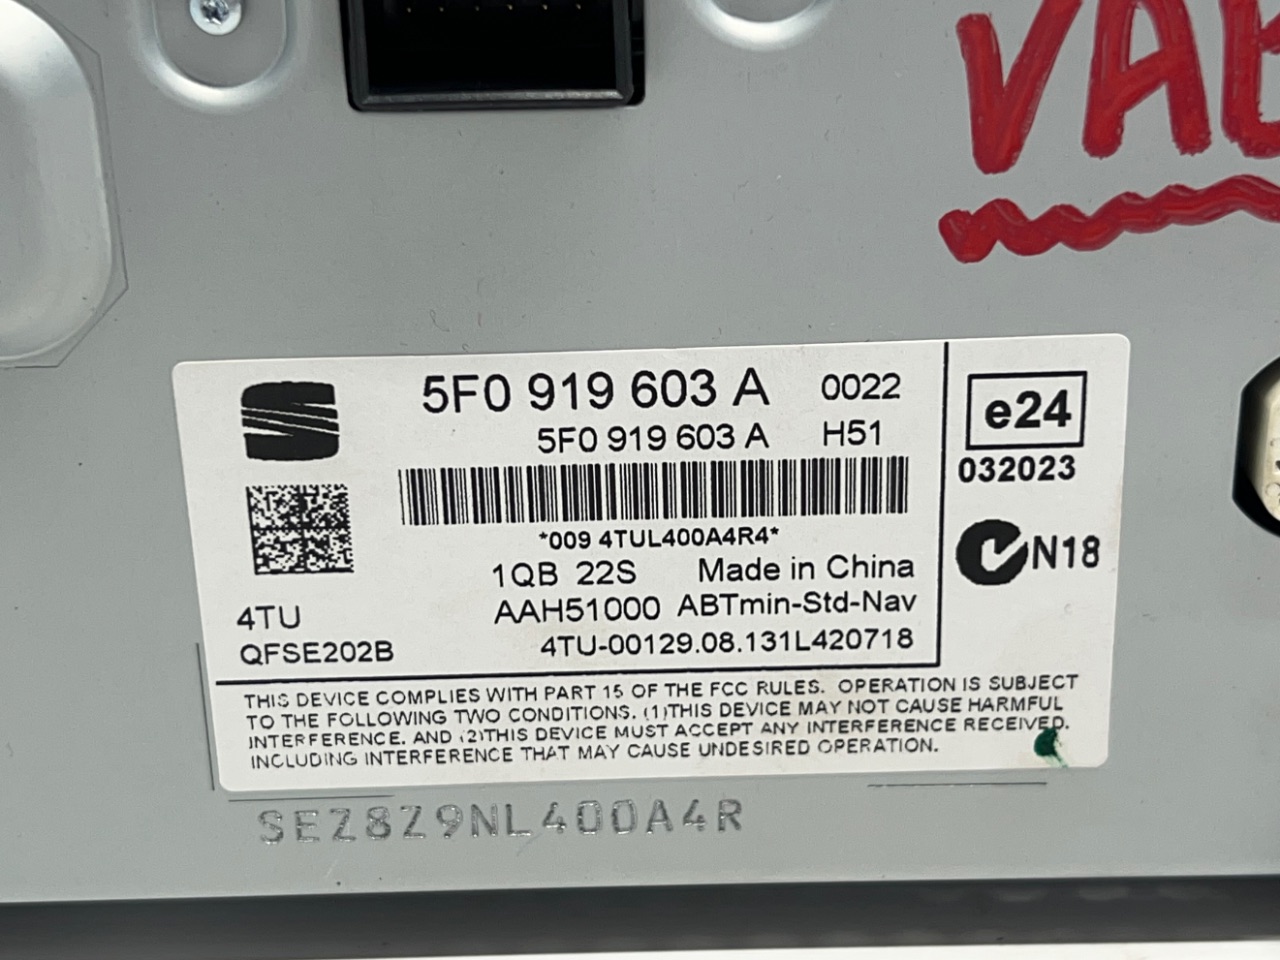 5F0 919 603 A 0022
5F0 919 603 A H51
*009 4TUL400A4R4*
1QB 22S Made in China
4TU AAH51000 ABTmin-Std-Nav
QFSE202B 4TU-00129.08.131L420718
e24
032023
N18
THIS DEVICE COMPLIES WITH PART 15 OF THE FCC RULES. OPERATION IS SUBJECT
TO THE FOLLOWING TWO CONDITIONS. (1)THIS DEVICE MAY NOT CAUSE HARMFUL
INTERFERENCE. AND (2)THIS DEVICE MUST ACCEPT ANY INTERFERENCE RECEIVED.
INCLUDING INTERFERENCE THAT MAY CAUSE UNDESIRED OPERATION.
SEZ8Z9NL400A4R